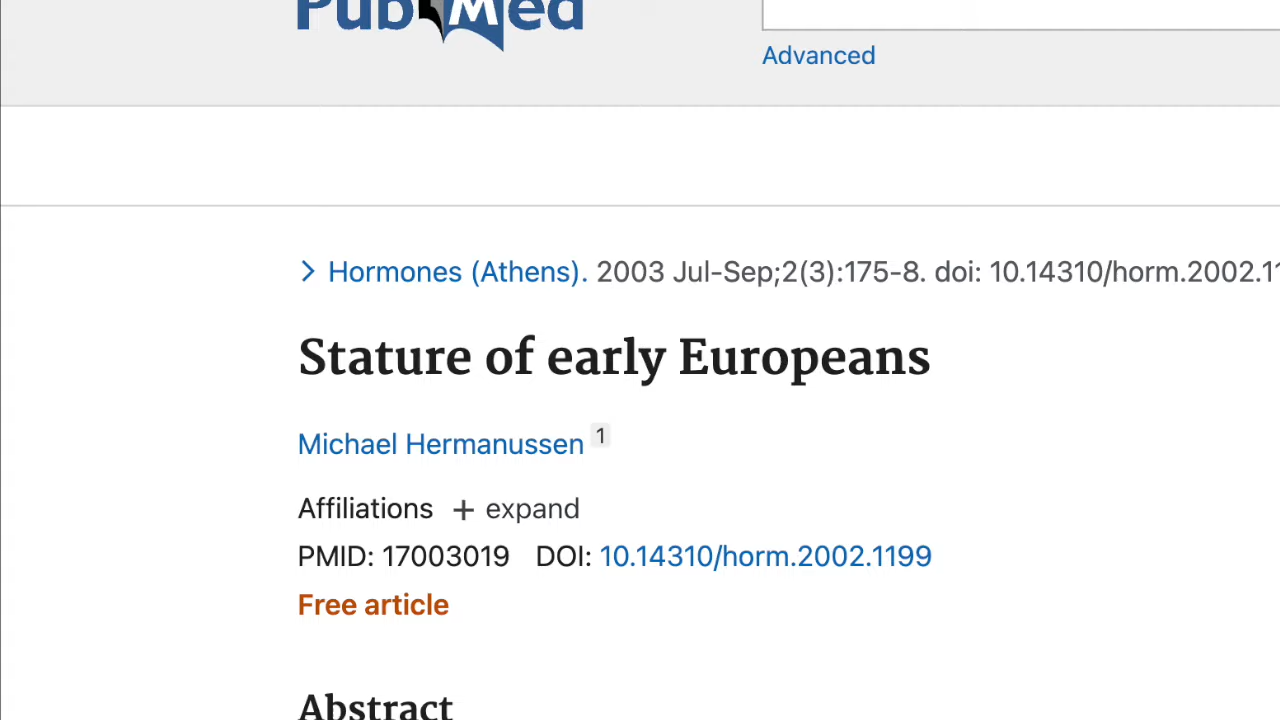 PubMed
Advanced
Hormones (Athens). 2003 Jul-Sep;2(3):175-8. doi: 10.14310/horm.2002.11
Stature of early Europeans
Michael Hermanussen 1
Affiliations + expand
PMID: 17003019 DOI: 10.14310/horm.2002.1199
Free article
Abstract